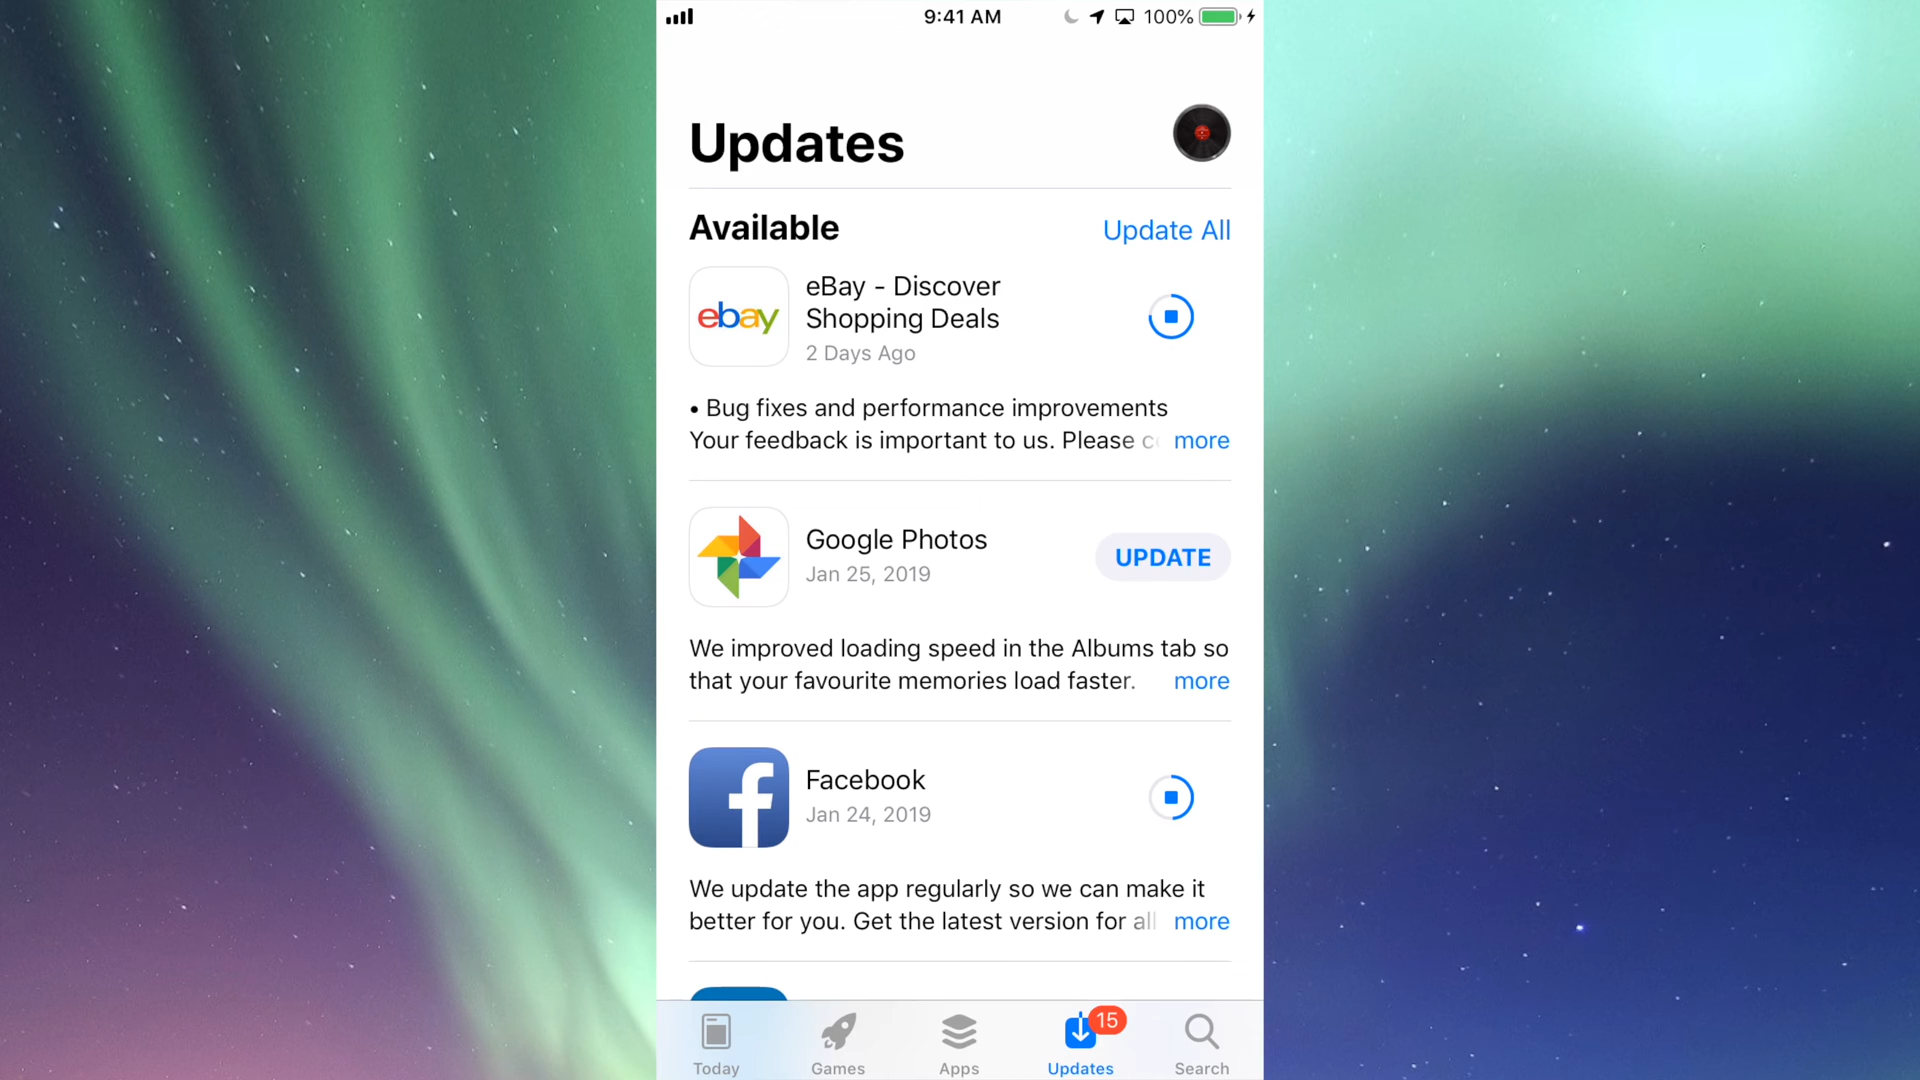 9:41 AM
100%
Updates
Available
Update All
ebay
eBay - Discover
Shopping Deals
2 Days Ago
• Bug fixes and performance improvements
Your feedback is important to us. Please c
more
Google Photos
Jan 25, 2019
UPDATE
We improved loading speed in the Albums tab so
that your favourite memories load faster.
more
f
Facebook
Jan 24, 2019
We update the app regularly so we can make it
better for you. Get the latest version for all
more
15
Today
Games
Apps
Updates
Search